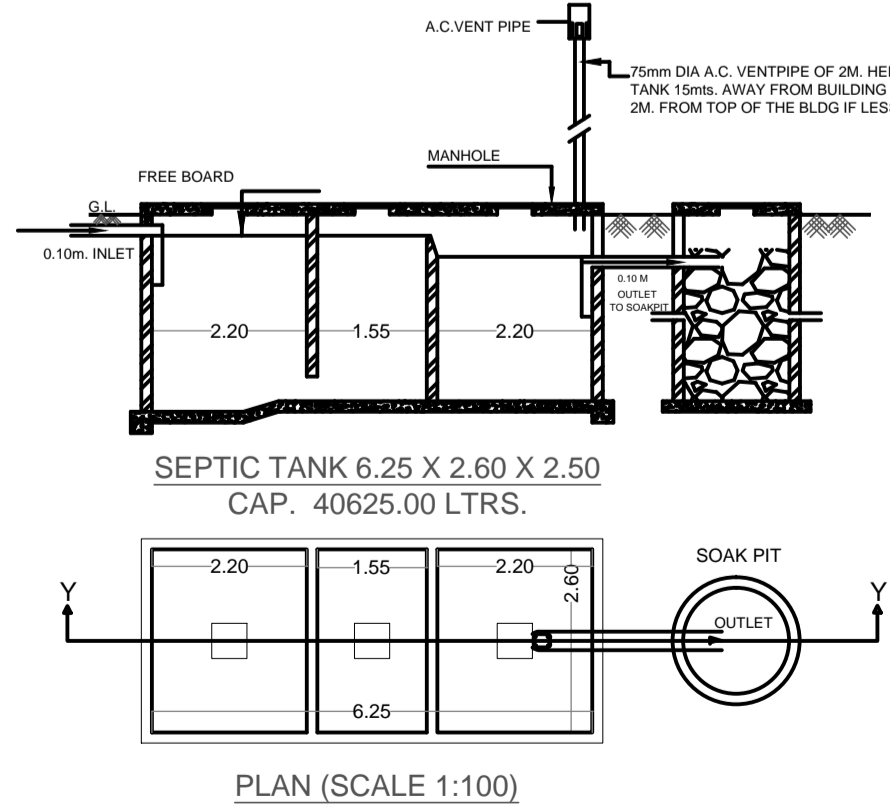 A.C.VENT PIPE
75mm DIA A.C. VENTPIPE OF 2M. HEI
TANK 15mts. AWAY FROM BUILDING
2M. FROM TOP OF THE BLDG IF LES
MANHOLE
FREE BOARD
G.L.
0.10m. INLET
0.10 M
OUTLET
TO SOAKPIT
2.20
1.55
2.20
SEPTIC TANK 6.25 X 2.60 X 2.50
CAP. 40625.00 LTRS.
2.20
1.55
2.20
2.60
SOAK PIT
Y
Y
OUTLET
6.25
PLAN (SCALE 1:100)